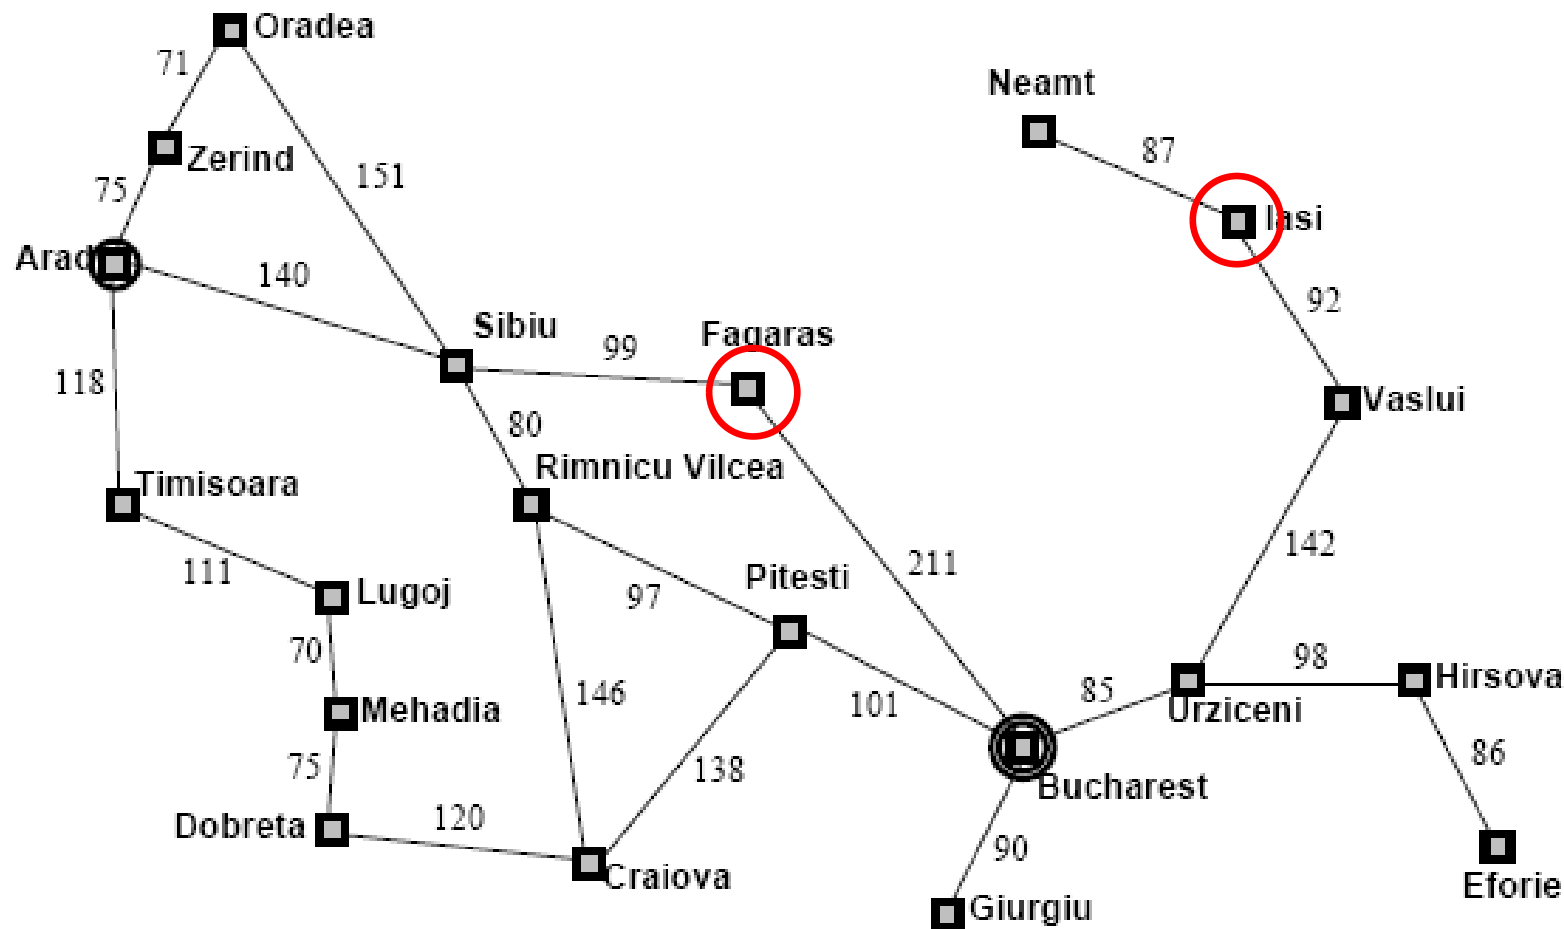 Oradea
71
Neamt
87
Zerind
151
75
Iasi
Arad
140
92
Sibiu
Fagaras
99
118
Vaslui
80
Rimnicu Vilcea
Timisoara
142
211
111
Pitesti
Lugoj
97
70
98
Hirsova
85
146
101
Urziceni
Mehadia
86
75
138
Bucharest
Dobreta
120
90
Craiova
Eforie
Giurgiu